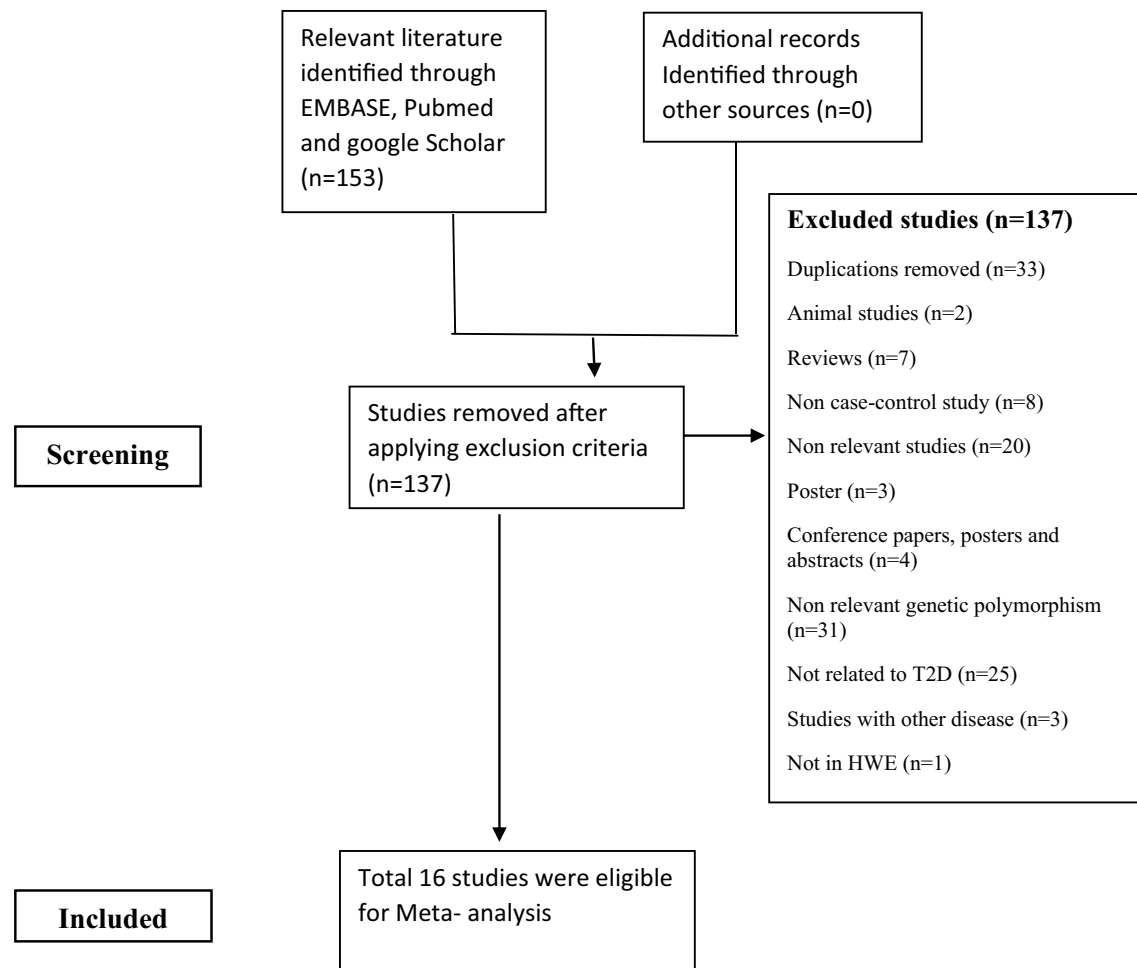 Relevant literature
identified through
EMBASE, Pubmed
and google Scholar
(n=153)
Additional records
Identified through
other sources (n=0)
Excluded studies (n=137)
Duplications removed (n=33)
Animal studies (n=2)
Reviews (n=7)
Non case-control study (n=8)
Non relevant studies (n=20)
Poster (n=3)
Conference papers, posters and
abstracts (n=4)
Non relevant genetic polymorphism
(n=31)
Not related to T2D (n=25)
Studies with other disease (n=3)
Not in HWE (n=1)
Screening
Studies removed after
applying exclusion criteria
(n=137)
Included
Total 16 studies were eligible
for Meta- analysis